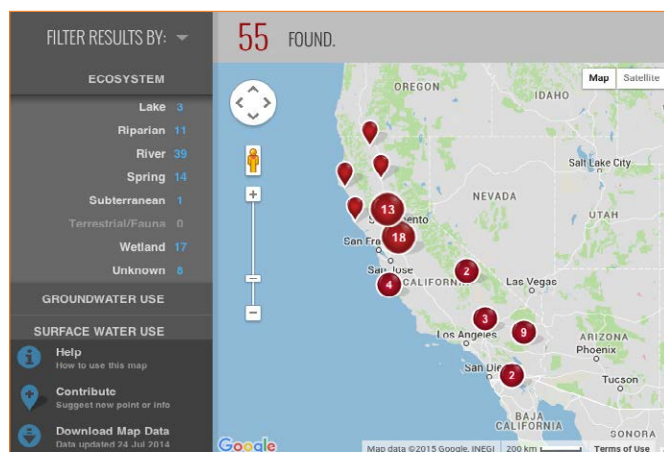 FILTER RESULTS BY:
55 FOUND.
ECOSYSTEM
Lake 3
Riparian 11
River 39
Spring 14
Subterranean 1
Terrestrial/Fauna 0
Wetland 17
Unknown 8
GROUNDWATER USE
SURFACE WATER USE
Help
How to use this map
Contribute
Suggest new point or info
Download Map Data
Data updated 24 Jul 2014
Map Satellite
OREGON
IDAHO
Salt Lake City
NEVADA
UTAH
13
18
San Fra
San Jose
4
CALIFORN
2
Las Vegas
3
9
Los Angeles
ARIZONA
Phoenix
San Die
2
Tucson
BAJA
CALIFORNIA
SONORA
Google
Map data ©2015 Google, INEGI 200 km Terms of Use